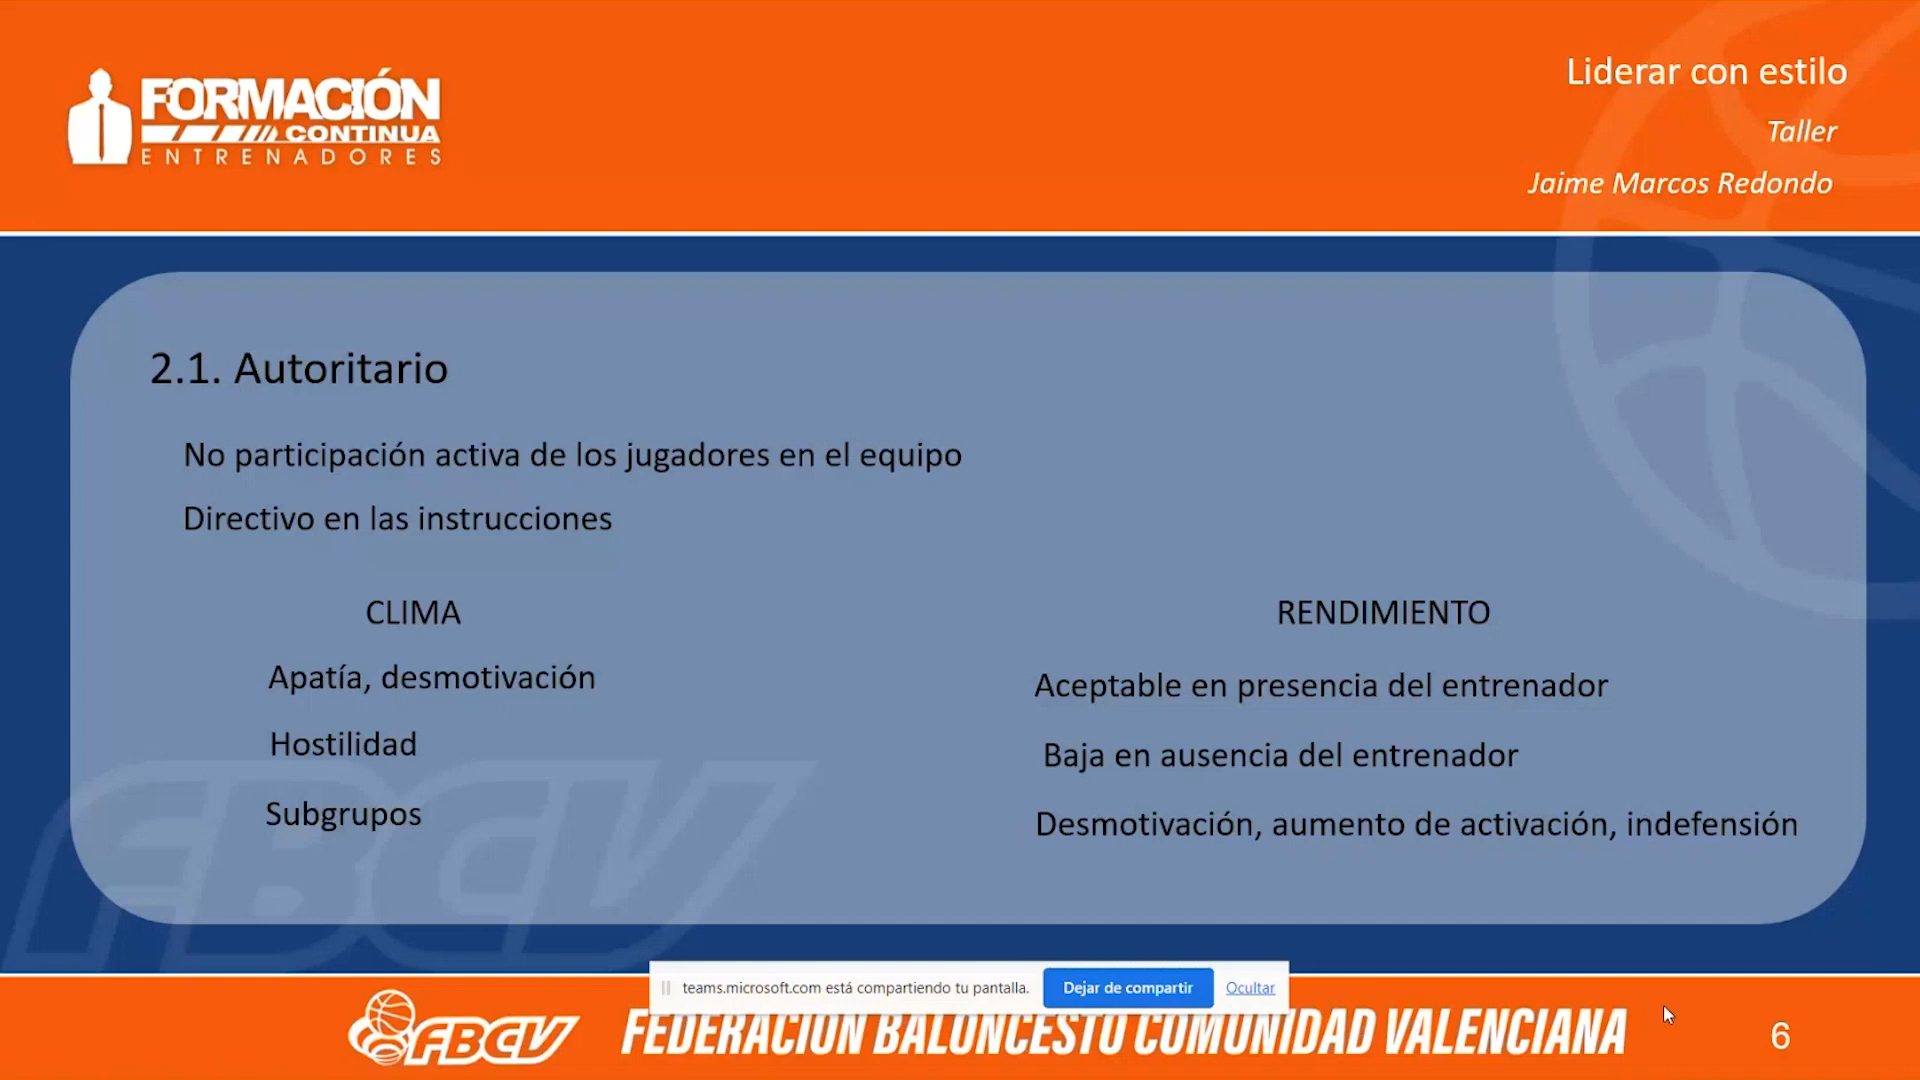 FORMACIÓN
CONTINUA
ENTRENADORES
Liderar con estilo
Taller
Jaime Marcos Redondo
2.1. Autoritario
No participación activa de los jugadores en el equipo
Directivo en las instrucciones
CLIMA
Apatía, desmotivación
Hostilidad
Subgrupos
RENDIMIENTO
Aceptable en presencia del entrenador
Baja en ausencia del entrenador
Desmotivación, aumento de activación, indefensión
FBCV
teams.microsoft.com está compartiendo tu pantalla.
Dejar de compartir
Ocultar
FBCV
FEDERACIÓN BALONCESTO COMUNIDAD VALENCIANA
6